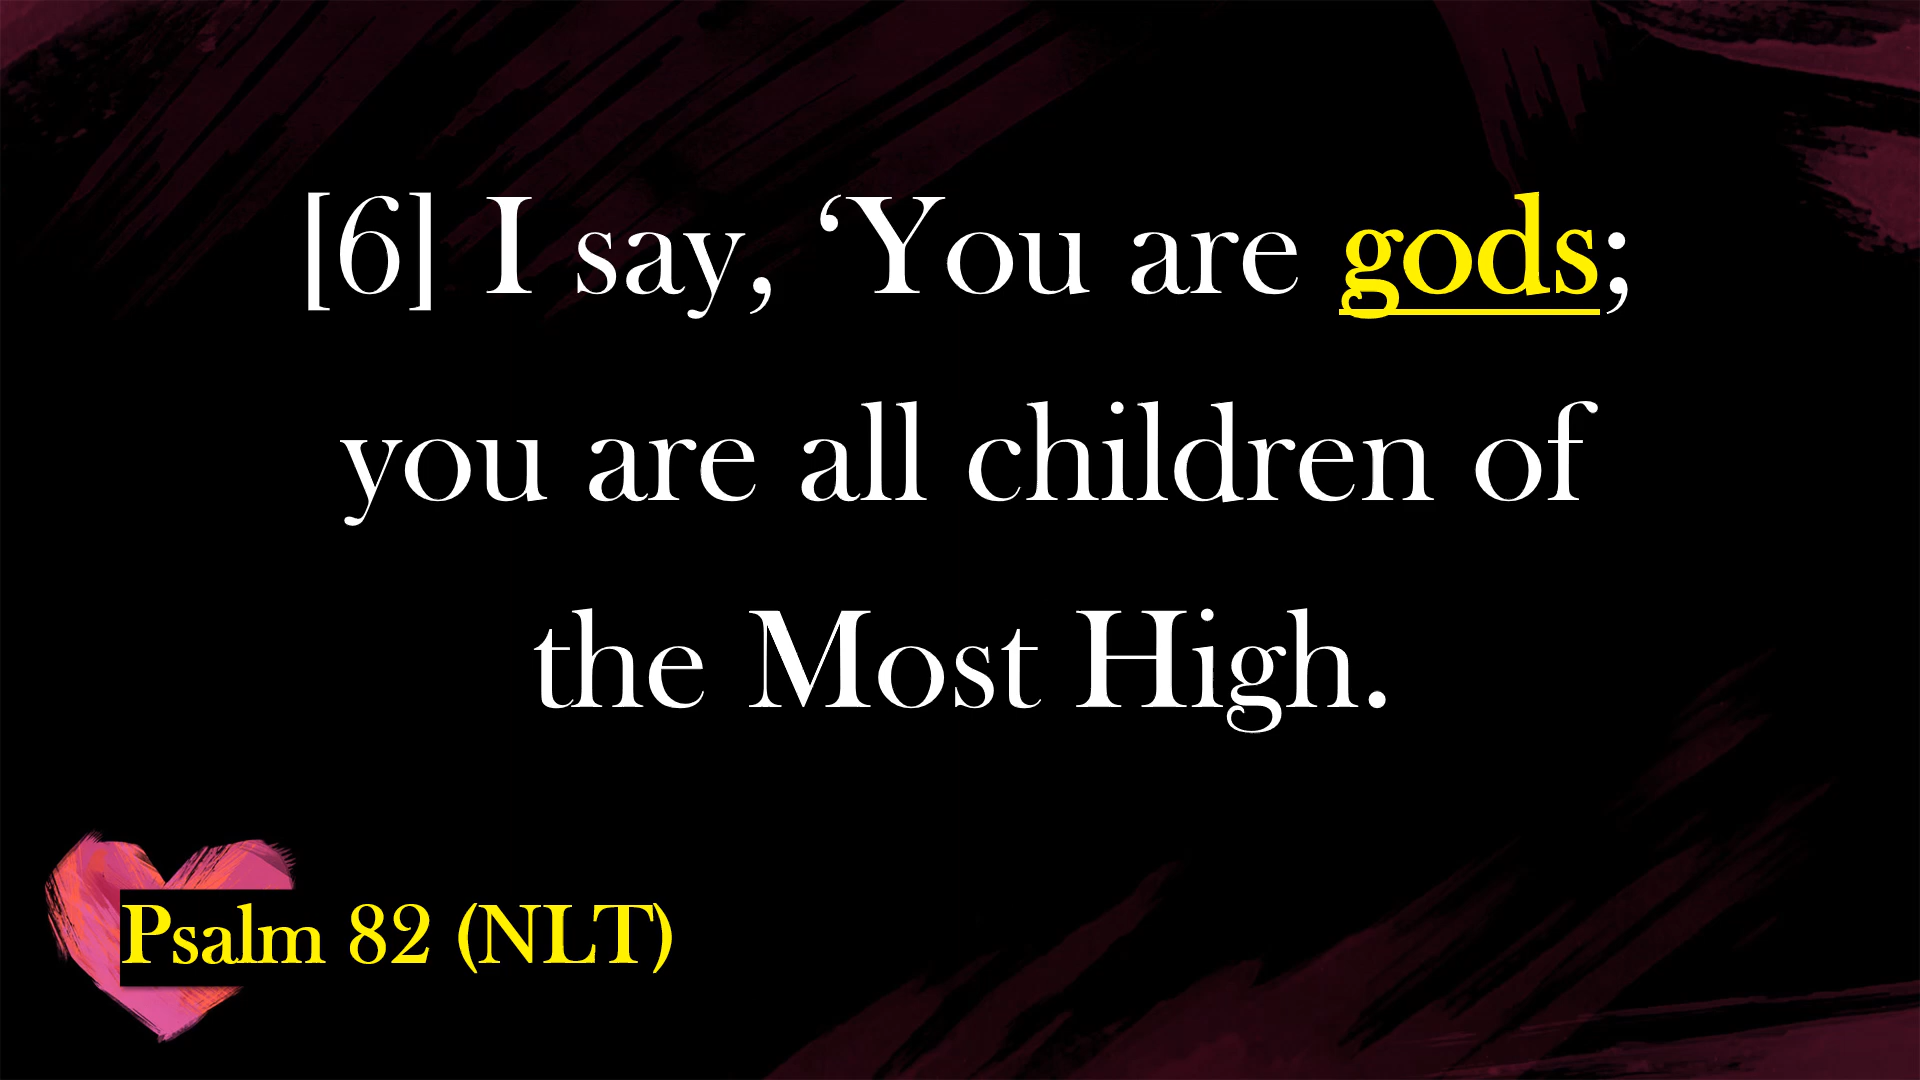 [6] I say, ‘You are gods;
you are all children of
the Most High.
Psalm 82 (NLT)